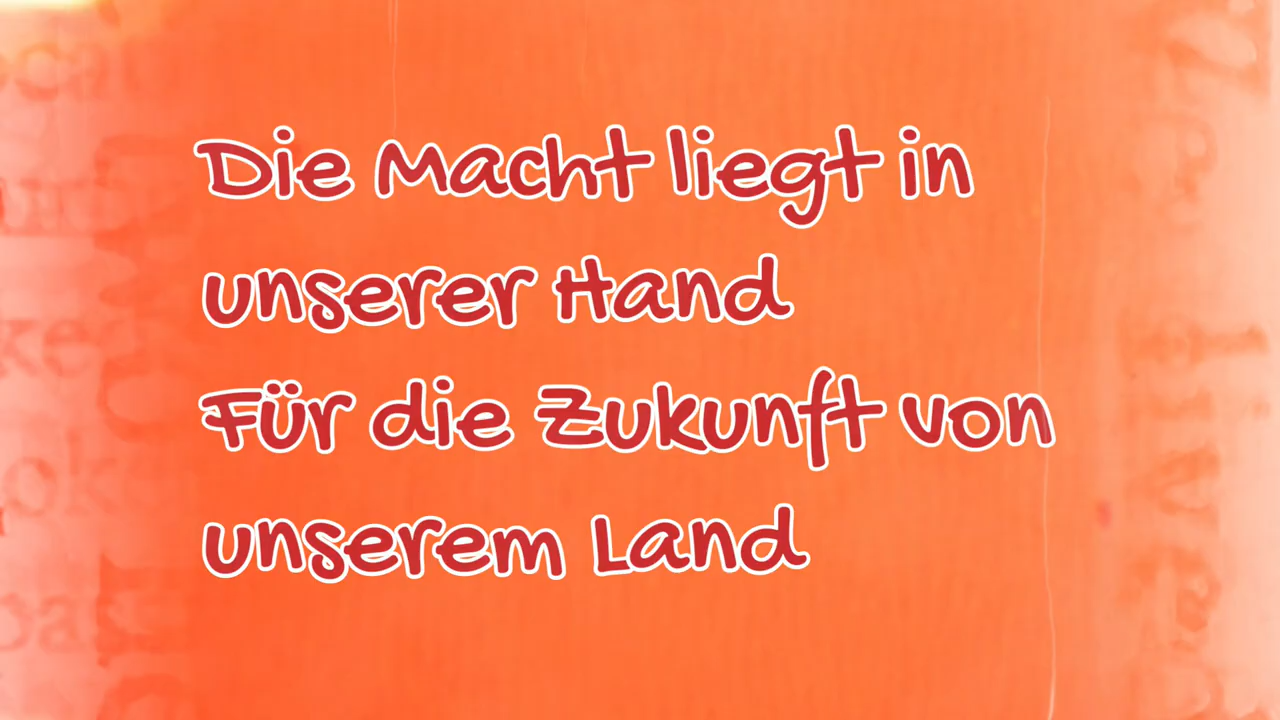 Die Macht liegt in
unserer Hand
Für die Zukunft von
unserem Land